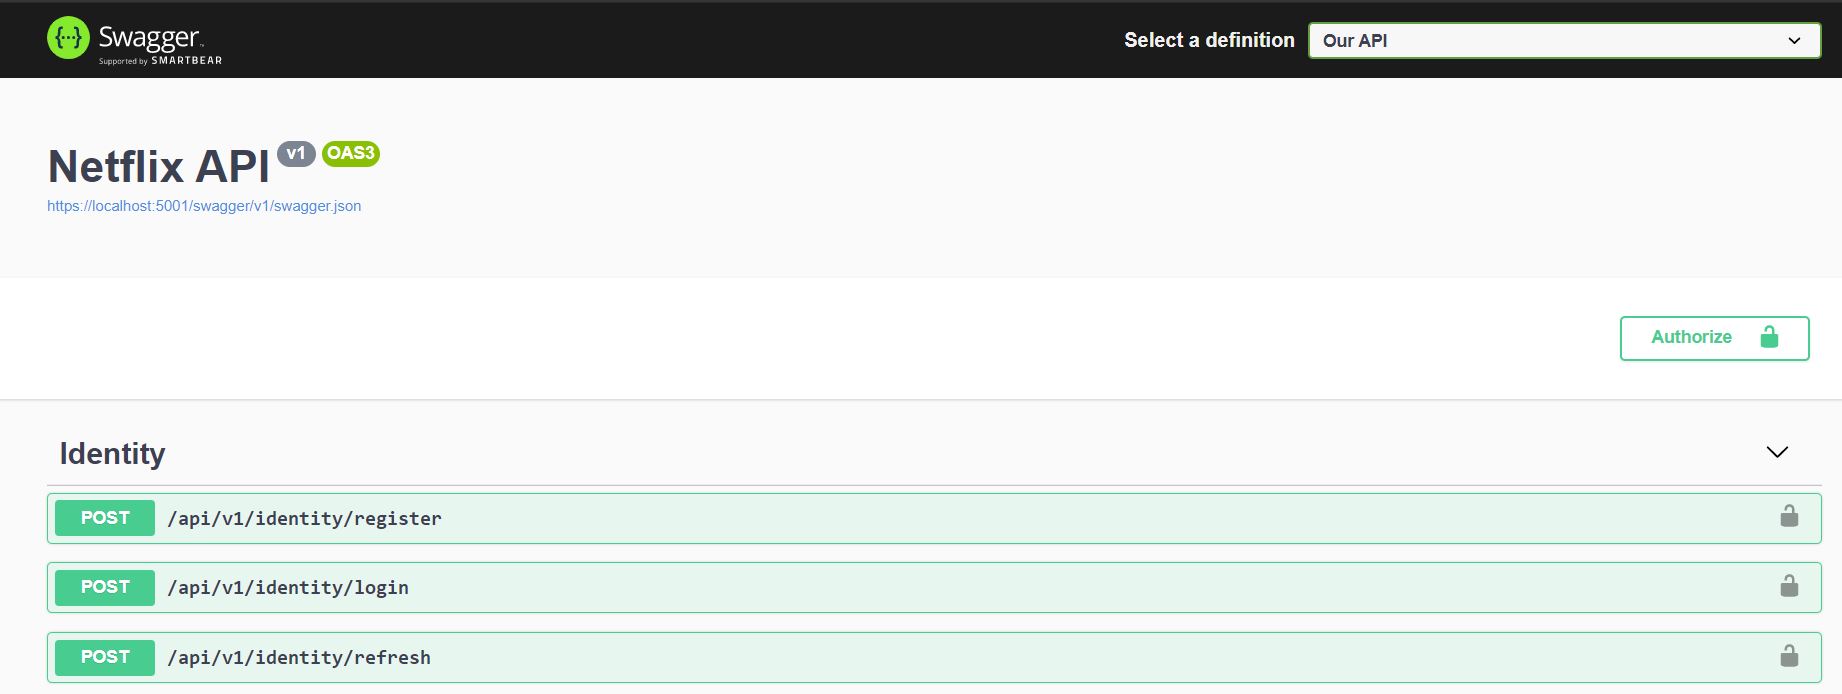 Swagger
Supported by SMARTBEAR
Select a definition
Our API
Netflix API v1 OAS3
https://localhost:5001/swagger/v1/swagger.json
Authorize
Identity
POST /api/v1/identity/register
POST /api/v1/identity/login
POST /api/v1/identity/refresh